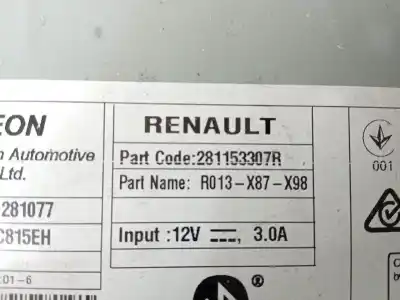 EON
RENAULT
Automotive
Ltd.
Part Code:281153307R
Part Name: R013-X87-X98
281077
C815EH
Input :12V 3.0A
001
01-6
®